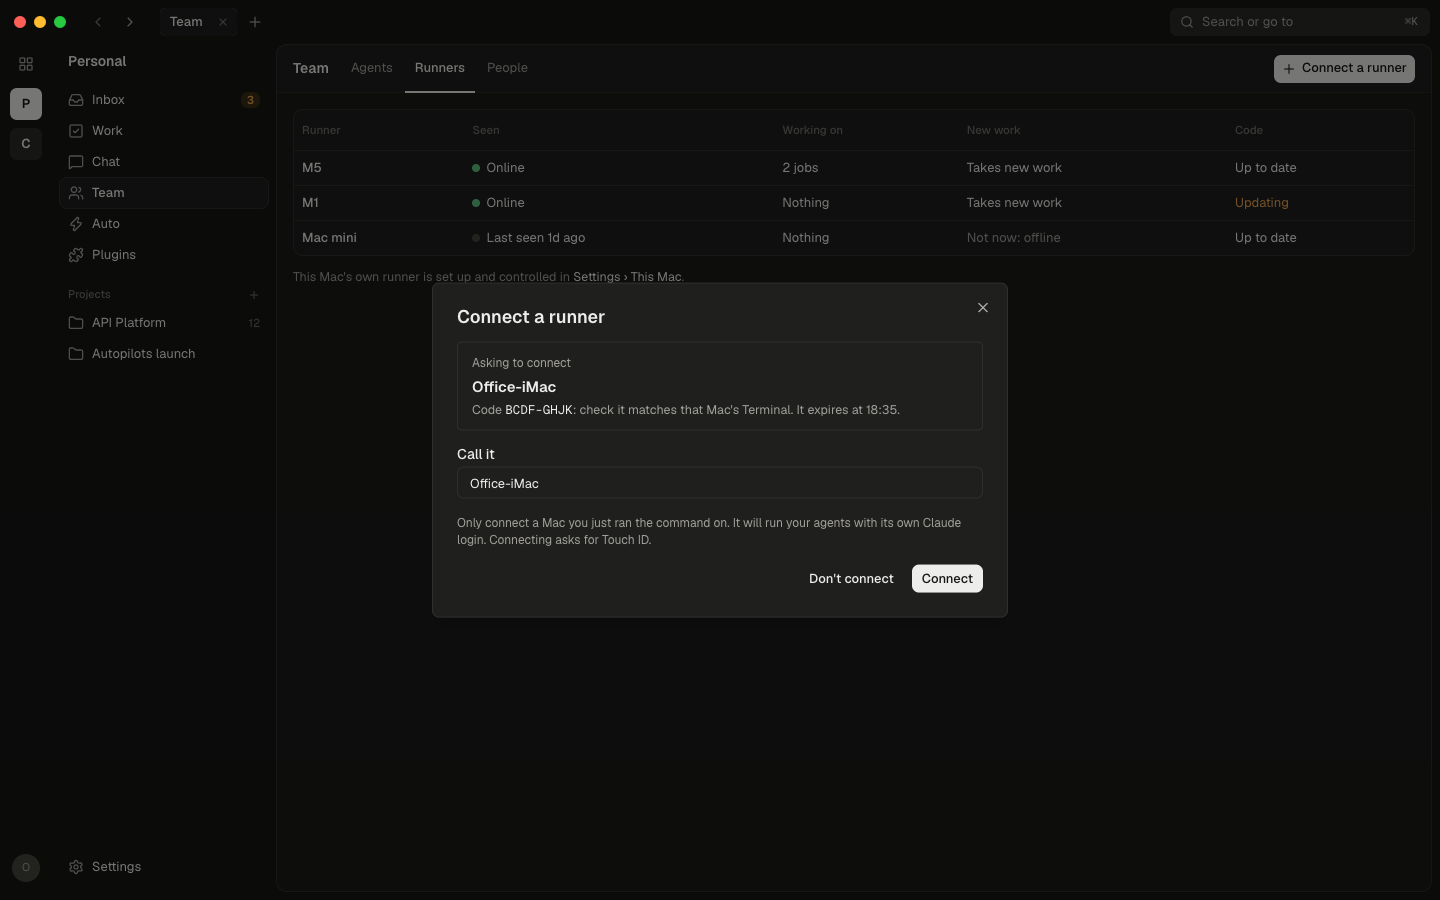 Team
Search or go to ⌘K
Personal
P
C
Inbox 3
Work
Chat
Team
Auto
Plugins
Projects
API Platform 12
Autopilots launch
O
Settings
Team Agents Runners People
Connect a runner
Runner Seen Working on New work Code
M5 Online 2 jobs Takes new work Up to date
M1 Online Nothing Takes new work Updating
Mac mini Last seen 1d ago Nothing Not now: offline Up to date
This Mac's own runner is set up and controlled in Settings › This Mac.
Connect a runner
Asking to connect
Office-iMac
Code BCDF-GHJK: check it matches that Mac's Terminal. It expires at 18:35.
Call it
Office-iMac
Only connect a Mac you just ran the command on. It will run your agents with its own Claude
login. Connecting asks for Touch ID.
Don't connect Connect